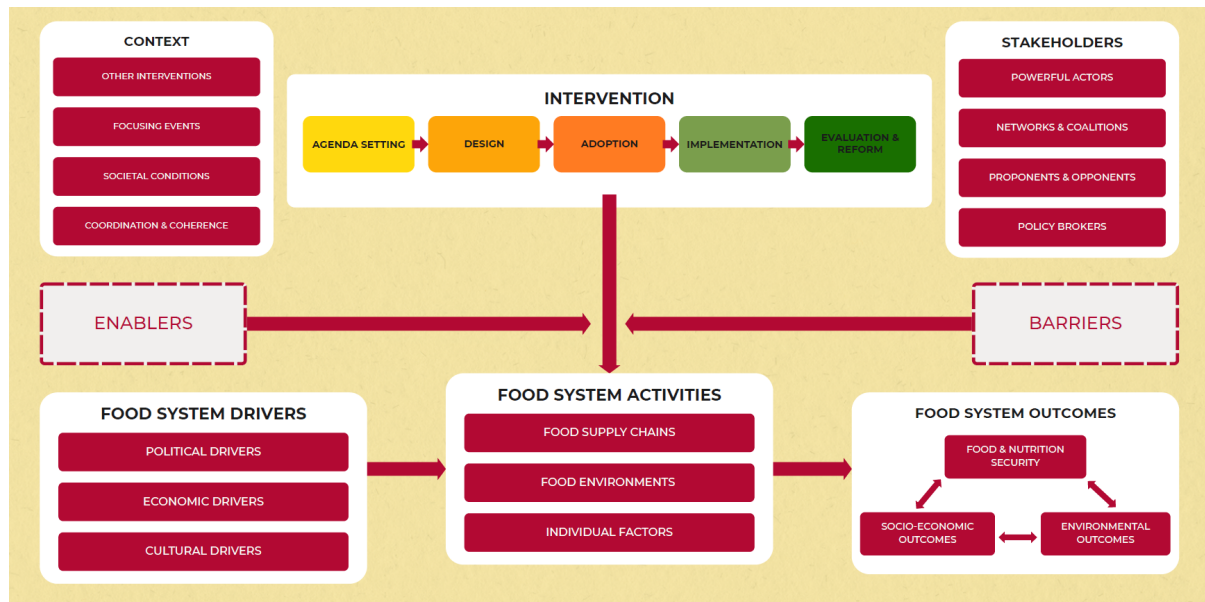 CONTEXT
OTHER INTERVENTIONS
FOCUSING EVENTS
SOCIETAL CONDITIONS
COORDINATION & COHERENCE
INTERVENTION
AGENDA SETTING
DESIGN
ADOPTION
IMPLEMENTATION
EVALUATION &
REFORM
STAKEHOLDERS
POWERFUL ACTORS
NETWORKS & COALITIONS
PROPONENTS & OPPONENTS
POLICY BROKERS
ENABLERS
BARRIERS
FOOD SYSTEM DRIVERS
POLITICAL DRIVERS
ECONOMIC DRIVERS
CULTURAL DRIVERS
FOOD SYSTEM ACTIVITIES
FOOD SUPPLY CHAINS
FOOD ENVIRONMENTS
INDIVIDUAL FACTORS
FOOD SYSTEM OUTCOMES
FOOD & NUTRITION
SECURITY
SOCIO-ECONOMIC
OUTCOMES
ENVIRONMENTAL
OUTCOMES